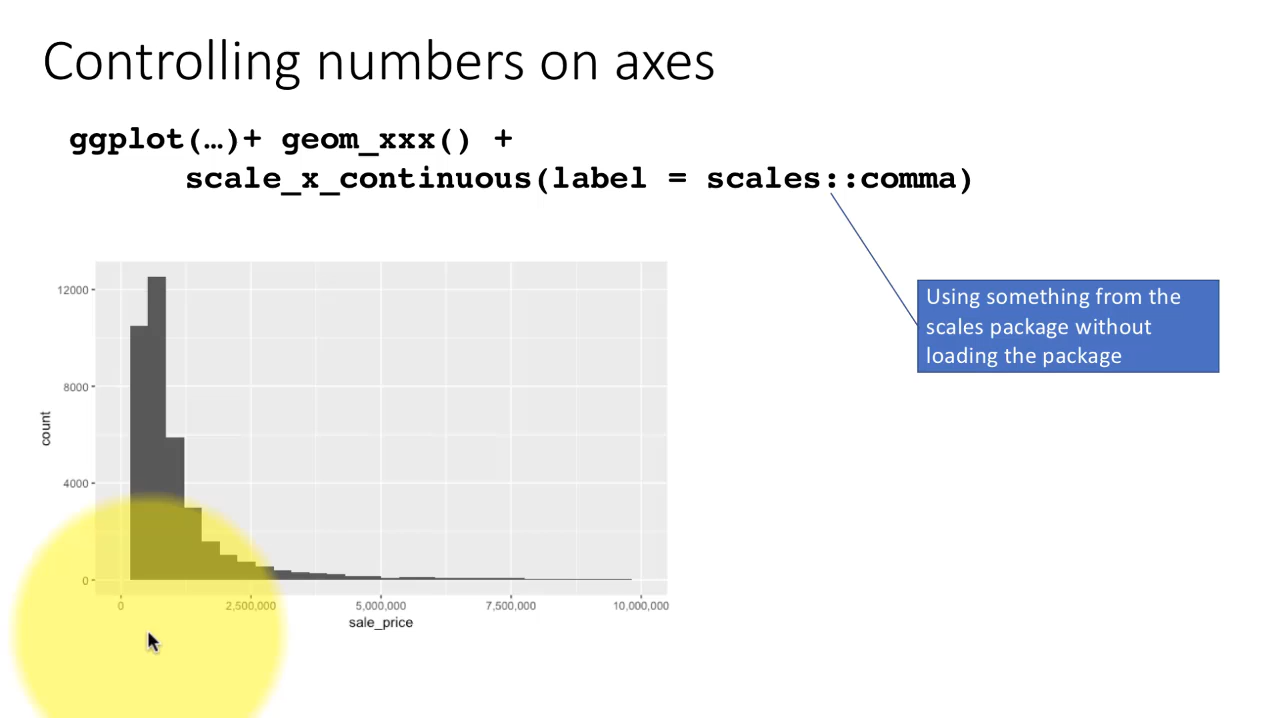 Controlling numbers on axes
ggplot(…)+ geom_xxx() +
scale_x_continuous(label = scales::comma)
Using something from the
scales package without
loading the package
12000
8000
4000
0
count
0 2,500,000 5,000,000 7,500,000 10,000,000
sale_price